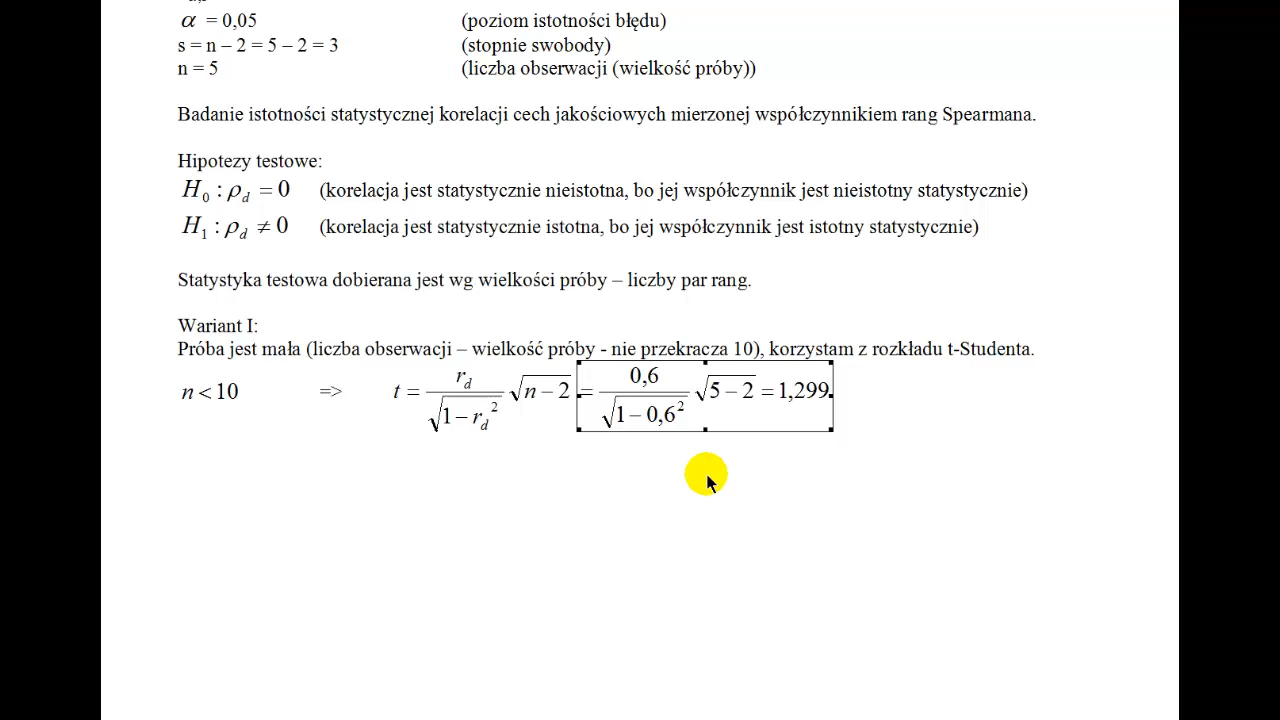 α = 0,05 (poziom istotności błędu)
s = n – 2 = 5 – 2 = 3 (stopnie swobody)
n = 5 (liczba obserwacji (wielkość próby))
Badanie istotności statystycznej korelacji cech jakościowych mierzonej współczynnikiem rang Spearmana.
Hipotezy testowe:
H₀ : ρ_d = 0 (korelacja jest statystycznie nieistotna, bo jej współczynnik jest nieistotny statystycznie)
H₁ : ρ_d ≠ 0 (korelacja jest statystycznie istotna, bo jej współczynnik jest istotny statystycznie)
Statystyka testowa dobierana jest wg wielkości próby – liczby par rang.
Wariant I:
Próba jest mała (liczba obserwacji – wielkość próby - nie przekracza 10), korzystam z rozkładu t-Studenta.
n < 10 => t = r_d / √(1 − r_d²) √(n − 2) = 0,6 / √(1 − 0,6²) √(5 − 2) = 1,299